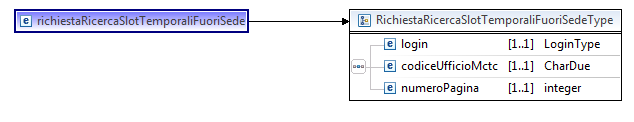 e richiestaRicercaSlotTemporaliFuoriSede
RichiestaRicercaSlotTemporaliFuoriSedeType
e login [1..1] LoginType
e codiceUfficioMctc [1..1] CharDue
e numeroPagina [1..1] integer